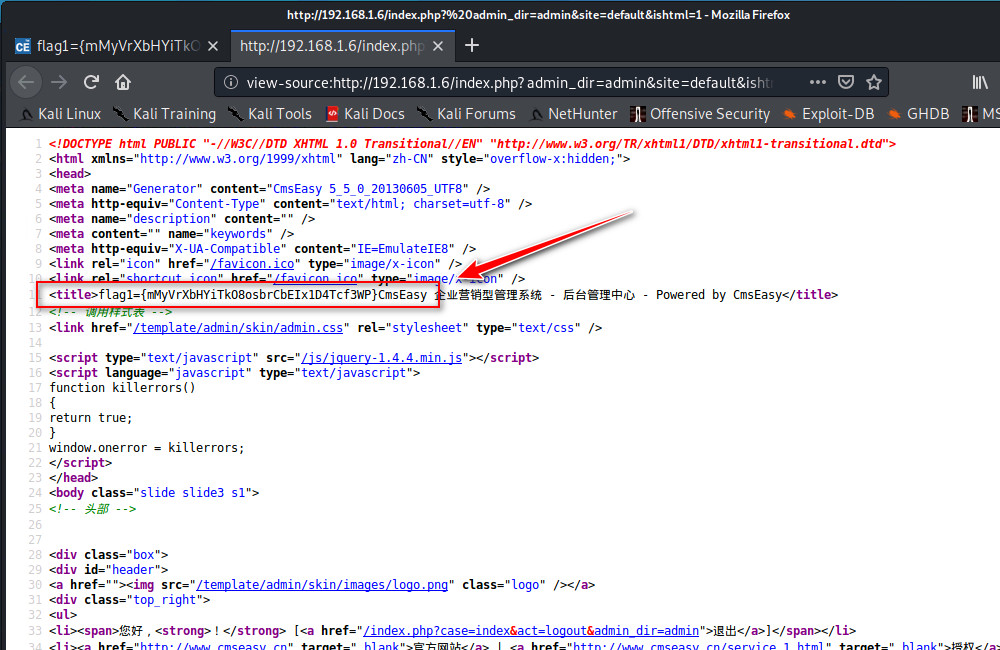 http://192.168.1.6/index.php?%20admin_dir=admin&site=default&ishtml=1 - Mozilla Firefox
flag1={mMyVrXbHYiTkO
http://192.168.1.6/index.php
view-source:http://192.168.1.6/index.php? admin_dir=admin&site=default&isht
Kali Linux Kali Training Kali Tools Kali Docs Kali Forums NetHunter Offensive Security Exploit-DB GHDB MS
1 <!DOCTYPE html PUBLIC "-//W3C//DTD XHTML 1.0 Transitional//EN" "http://www.w3.org/TR/xhtml1/DTD/xhtml1-transitional.dtd">
2 <html xmlns="http://www.w3.org/1999/xhtml" lang="zh-CN" style="overflow-x:hidden;">
3 <head>
4 <meta name="Generator" content="CmsEasy 5_5_0_20130605_UTF8" />
5 <meta http-equiv="Content-Type" content="text/html; charset=utf-8" />
6 <meta name="description" content="" />
7 <meta content="" name="keywords" />
8 <meta http-equiv="X-UA-Compatible" content="IE=EmulateIE8" />
9 <link rel="icon" href="/favicon.ico" type="image/x-icon" />
10 <link rel="shortcut icon" href="/favicon.ico" type="image/x-icon" />
<title>flag1={mMyVrXbHYiTkO8osbrCbEIx1D4Tcf3WP}CmsEasy 企业营销型管理系统 - 后台管理中心 - Powered by CmsEasy</title>
12 <!-- 调用样式表 -->
13 <link href="/template/admin/skin/admin.css" rel="stylesheet" type="text/css" />
14
15 <script type="text/javascript" src="/js/jquery-1.4.4.min.js"></script>
16 <script language="javascript" type="text/javascript">
17 function killerrors()
18 {
19 return true;
20 }
21 window.onerror = killerrors;
22 </script>
23 </head>
24 <body class="slide slide3 s1">
25 <!-- 头部 -->
26
27
28 <div class="box">
29 <div id="header">
30 <a href=""><img src="/template/admin/skin/images/logo.png" class="logo" /></a>
31 <div class="top_right">
32 <ul>
33 <li><span>您好，<strong>！</strong> [<a href="/index.php?case=index&act=logout&admin_dir=admin">退出</a>]</span></li>
34 <li><a href="http://www.cmseasy.cn" target="_blank">官方网站</a> | <a href="http://www.cmseasy.cn/service_1.html" target="_blank">授权</a>